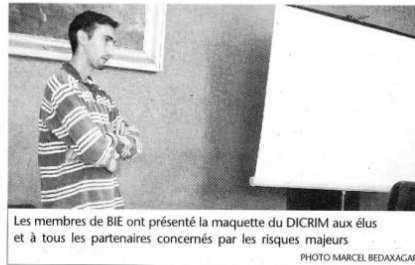 Les membres de BIE ont présenté la maquette du DICRIM aux élus
et à tous les partenaires concernés par les risques majeurs
PHOTO MARCEL BEDAXAGAR